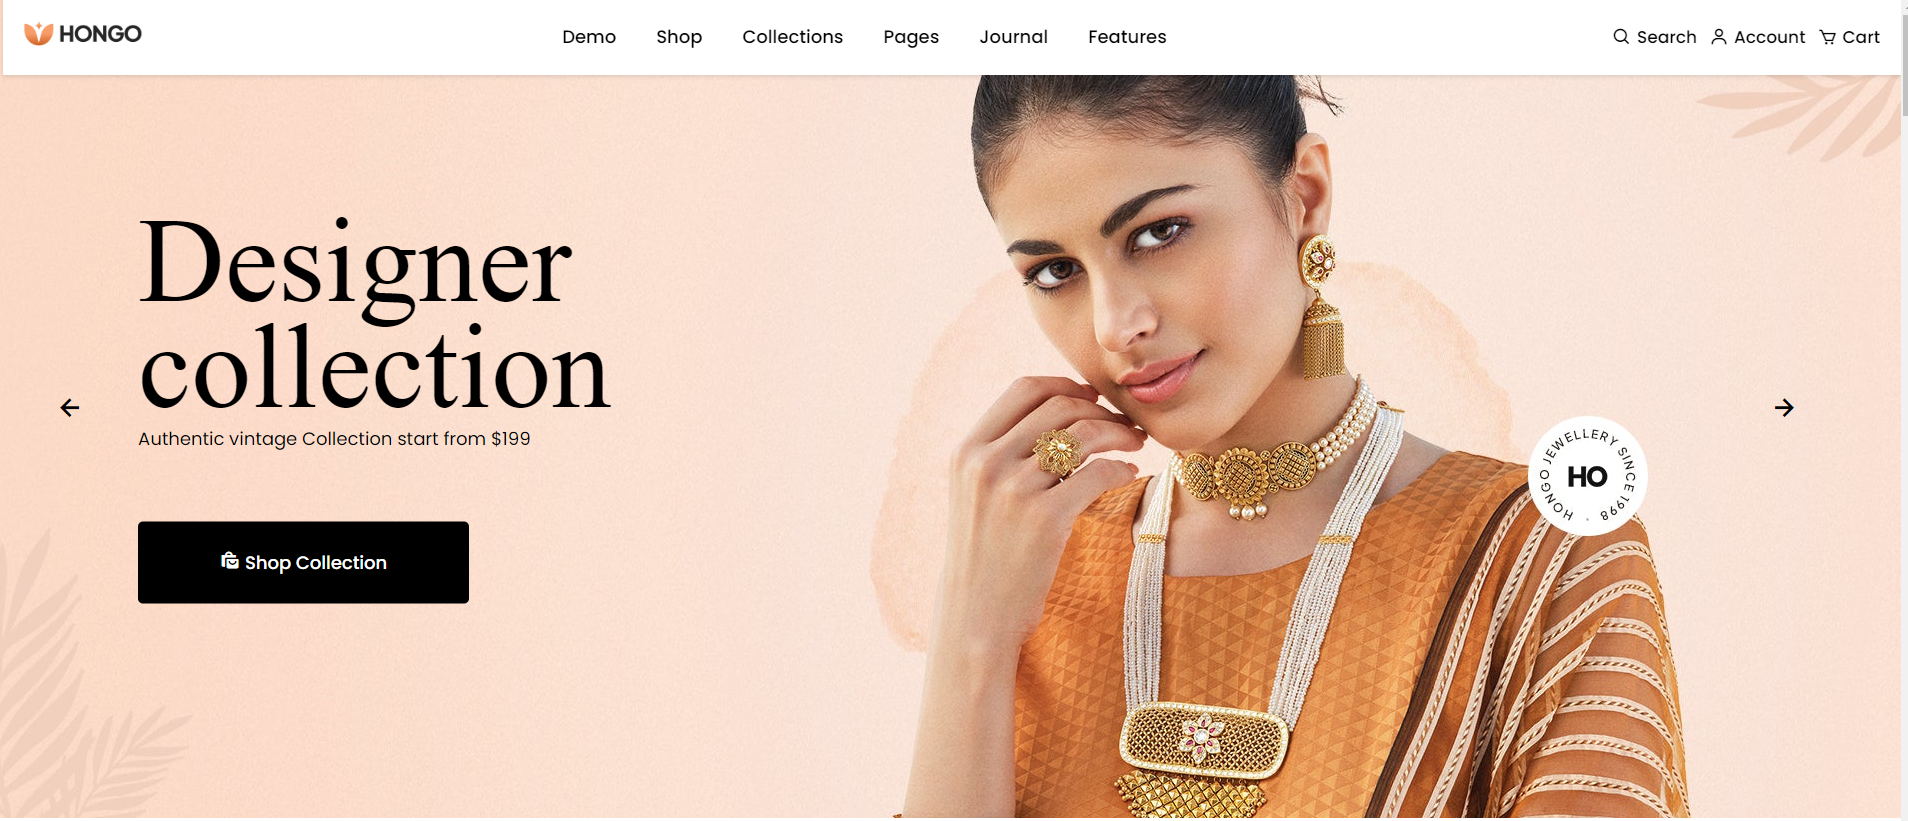 HONGO
Demo
Shop
Collections
Pages
Journal
Features
Search
Account
Cart
Designer
collection
Authentic vintage Collection start from $199
Shop Collection
HONGO JEWELLERY SINCE 1998
HO